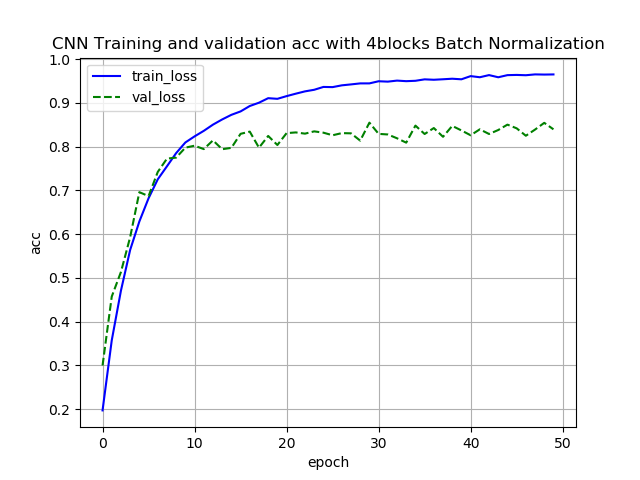 CNN Training and validation acc with 4blocks Batch Normalization
train_loss
val_loss
1.0
0.9
0.8
0.7
0.6
0.5
0.4
0.3
0.2
acc
0 10 20 30 40 50
epoch